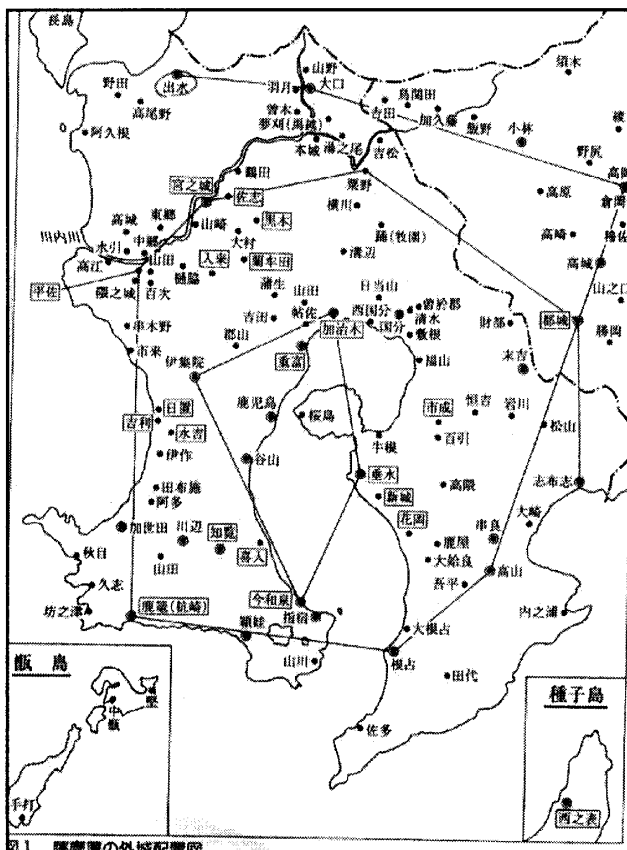 長島
山野
大口
羽月
出水
野田
高尾野
阿久根
曽木
本城
湯之尾
吉田
鳥関田
加久藤
飯野
小林
須木
綾
野尻
高岡
倉岡
穆佐
吉松
栗野
鶴田
宮之城
佐志
山崎
黒木
大村
横川
踊(牧園)
高原
高崎
高城
山之口
勝岡
高城
東郷
川内川
水引
中郷
山田
高江
平佐
隈之城
百次
樋脇
入来
藺牟田
溝辺
蒲生
山田
日当山
曽於郡
帖佐
西国分
国分
清水
敷根
財部
都城
串木野
市来
吉田
郡山
加治木
重富
伊集院
福山
末吉
日置
吉利
永吉
鹿児島
桜島
牛根
市成
百引
恒吉
岩川
松山
伊作
谷山
垂水
新城
高隈
志布志
田布施
阿多
花岡
串良
大崎
加世田
川辺
知覧
喜入
鹿屋
大姶良
高山
吾平
秋目
山田
久志
坊之津
今和泉
指宿
内之浦
大根占
頴娃
山川
根占
田代
佐多
甑島
中甑
手打
種子島
西之表
図1